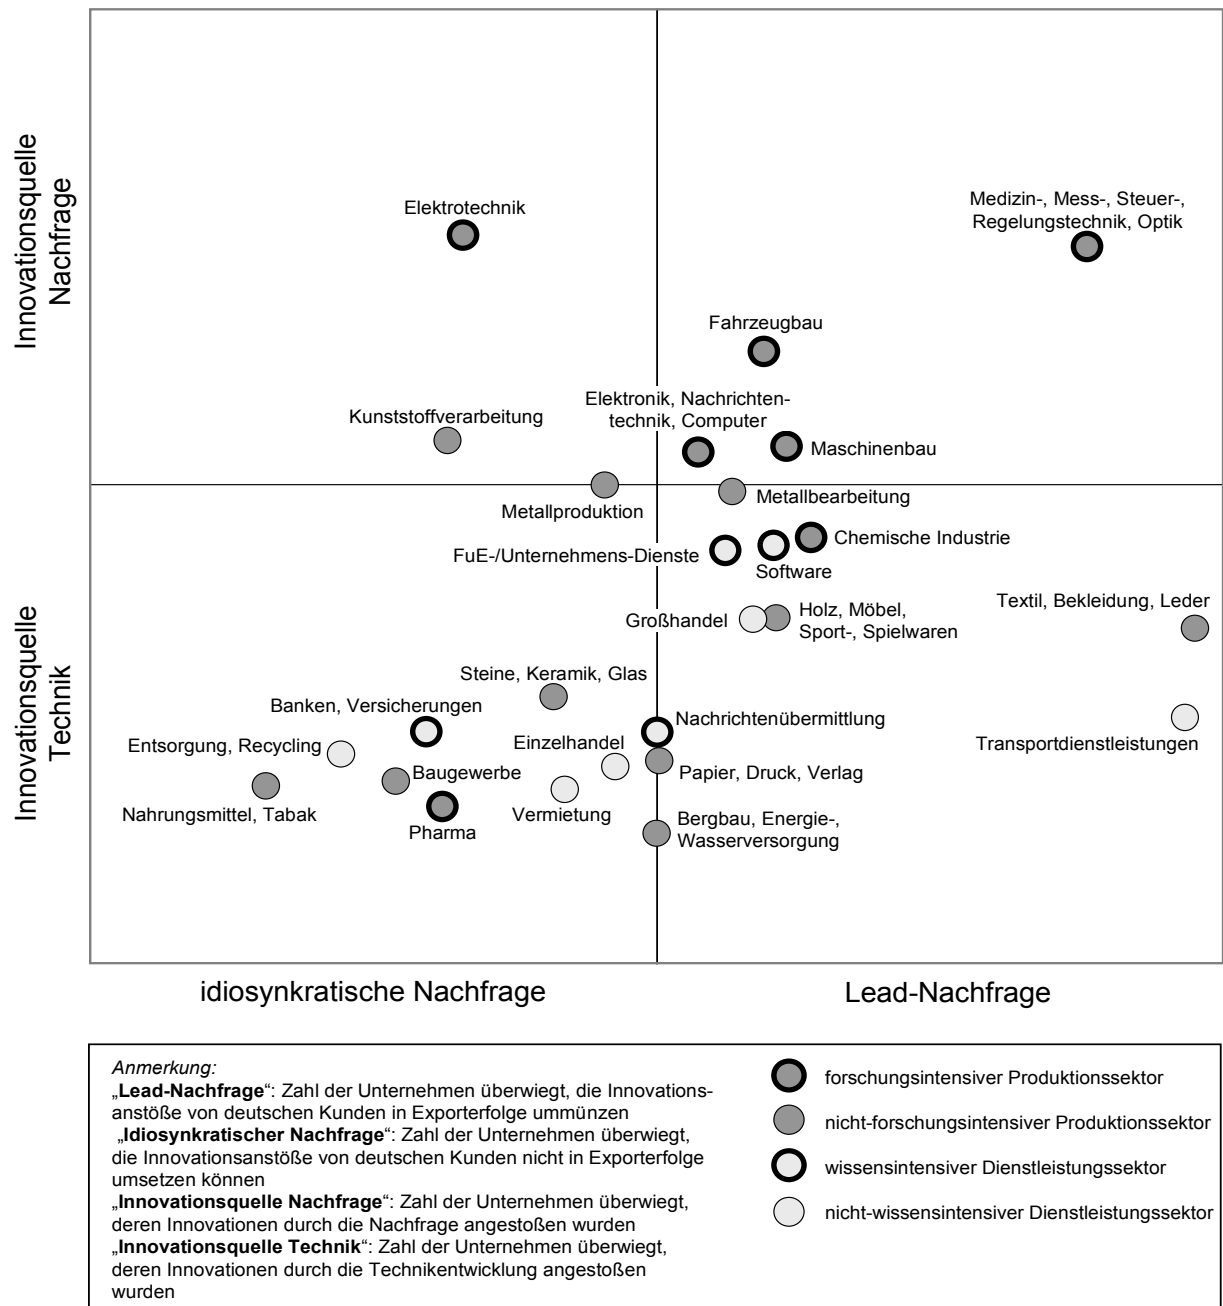 Innovationsquelle
Nachfrage
Innovationsquelle
Technik
Elektrotechnik
Medizin-, Mess-, Steuer-,
Regelungstechnik, Optik
Fahrzeugbau
Elektronik, Nachrichten-
technik, Computer
Kunststoffverarbeitung
Maschinenbau
Metallproduktion
Metallbearbeitung
FuE-/Unternehmens-Dienste
Chemische Industrie
Software
Großhandel
Holz, Möbel,
Sport-, Spielwaren
Textil, Bekleidung, Leder
Steine, Keramik, Glas
Banken, Versicherungen
Nachrichtenübermittlung
Entsorgung, Recycling
Einzelhandel
Transportdienstleistungen
Baugewerbe
Papier, Druck, Verlag
Nahrungsmittel, Tabak
Vermietung
Pharma
Bergbau, Energie-,
Wasserversorgung
idiosynkratische Nachfrage
Lead-Nachfrage
Anmerkung:
„Lead-Nachfrage“: Zahl der Unternehmen überwiegt, die Innovations-
anstöße von deutschen Kunden in Exporterfolge ummünzen
„Idiosynkratischer Nachfrage“: Zahl der Unternehmen überwiegt,
die Innovationsanstöße von deutschen Kunden nicht in Exporterfolge
umsetzen können
„Innovationsquelle Nachfrage“: Zahl der Unternehmen überwiegt,
deren Innovationen durch die Nachfrage angestoßen wurden
„Innovationsquelle Technik“: Zahl der Unternehmen überwiegt,
deren Innovationen durch die Technikentwicklung angestoßen
wurden
forschungsintensiver Produktionssektor
nicht-forschungsintensiver Produktionssektor
wissensintensiver Dienstleistungssektor
nicht-wissensintensiver Dienstleistungssektor